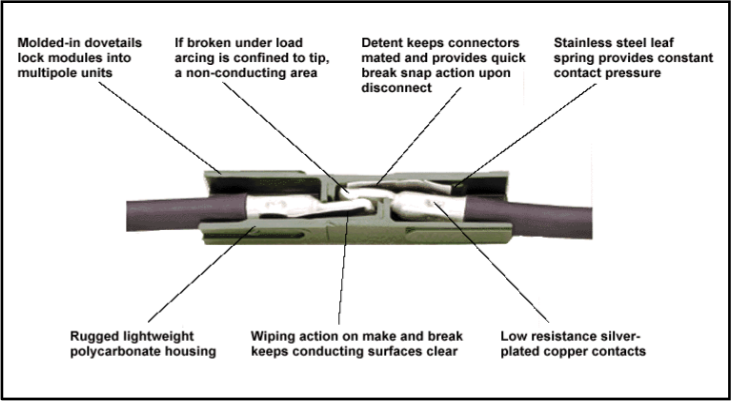 Molded-in dovetails
lock modules into
multipole units
If broken under load
arcing is confined to tip,
a non-conducting area
Detent keeps connectors
mated and provides quick
break snap action upon
disconnect
Stainless steel leaf
spring provides constant
contact pressure
Rugged lightweight
polycarbonate housing
Wiping action on make and break
keeps conducting surfaces clear
Low resistance silver-
plated copper contacts